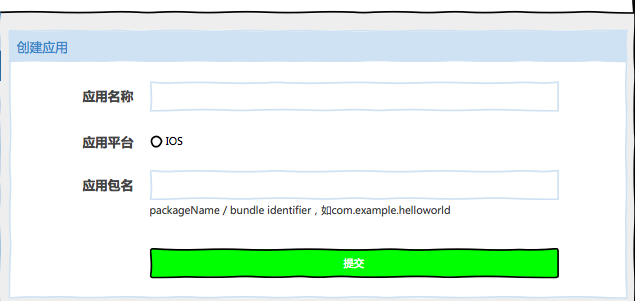 创建应用
应用名称
应用平台 IOS
应用包名
packageName / bundle identifier，如com.example.helloworld
提交